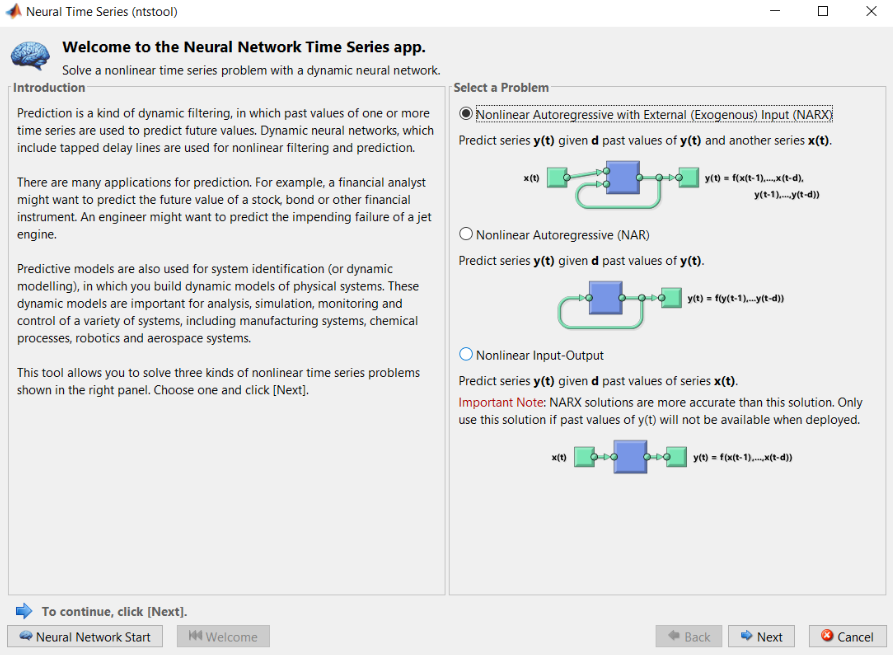 Neural Time Series (ntstool)
Welcome to the Neural Network Time Series app.
Solve a nonlinear time series problem with a dynamic neural network.
Introduction
Prediction is a kind of dynamic filtering, in which past values of one or more
time series are used to predict future values. Dynamic neural networks, which
include tapped delay lines are used for nonlinear filtering and prediction.
There are many applications for prediction. For example, a financial analyst
might want to predict the future value of a stock, bond or other financial
instrument. An engineer might want to predict the impending failure of a jet
engine.
Predictive models are also used for system identification (or dynamic
modelling), in which you build dynamic models of physical systems. These
dynamic models are important for analysis, simulation, monitoring and
control of a variety of systems, including manufacturing systems, chemical
processes, robotics and aerospace systems.
This tool allows you to solve three kinds of nonlinear time series problems
shown in the right panel. Choose one and click [Next].
Select a Problem
Nonlinear Autoregressive with External (Exogenous) Input (NARX)
Predict series y(t) given d past values of y(t) and another series x(t).
x(t) y(t) = f(x(t-1),...,x(t-d),
y(t-1),...,y(t-d))
Nonlinear Autoregressive (NAR)
Predict series y(t) given d past values of y(t).
y(t) = f(y(t-1),...y(t-d))
Nonlinear Input-Output
Predict series y(t) given d past values of series x(t).
Important Note: NARX solutions are more accurate than this solution. Only
use this solution if past values of y(t) will not be available when deployed.
x(t) y(t) = f(x(t-1),...,x(t-d))
To continue, click [Next].
Neural Network Start Welcome Back Next Cancel